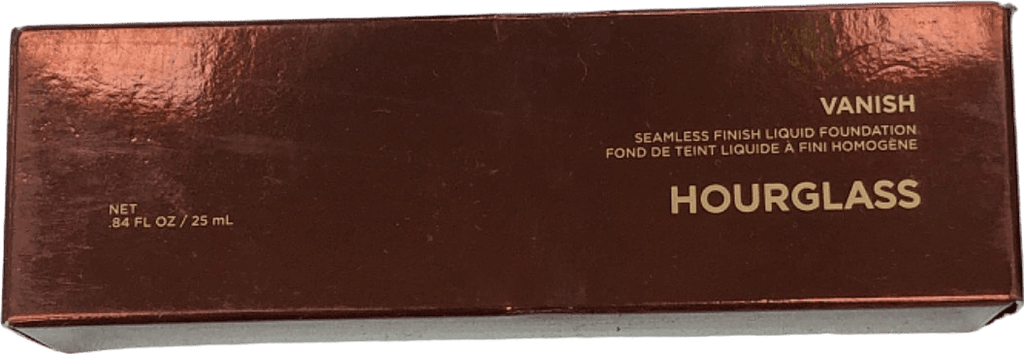 VANISH
SEAMLESS FINISH LIQUID FOUNDATION
FOND DE TEINT LIQUIDE À FINI HOMOGÈNE
HOURGLASS
NET
.84 FL OZ / 25 mL